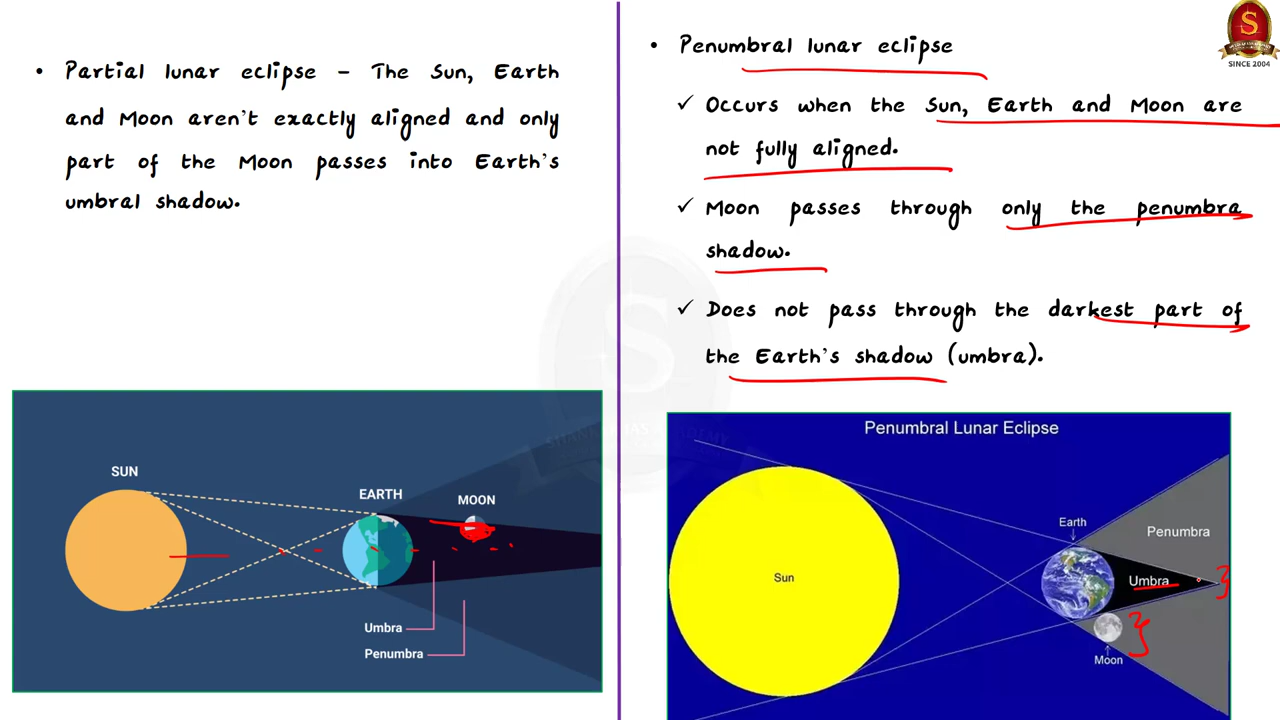 • Partial lunar eclipse – The Sun, Earth
and Moon aren't exactly aligned and only
part of the Moon passes into Earth's
umbral shadow.
SUN
EARTH
MOON
Umbra
Penumbra
• Penumbral lunar eclipse
✓ Occurs when the Sun, Earth and Moon are
not fully aligned.
✓ Moon passes through only the penumbra
shadow.
✓ Does not pass through the darkest part of
the Earth's shadow (umbra).
Penumbral Lunar Eclipse
Earth
Penumbra
Sun
Umbra
Moon
S
SINCE 2004